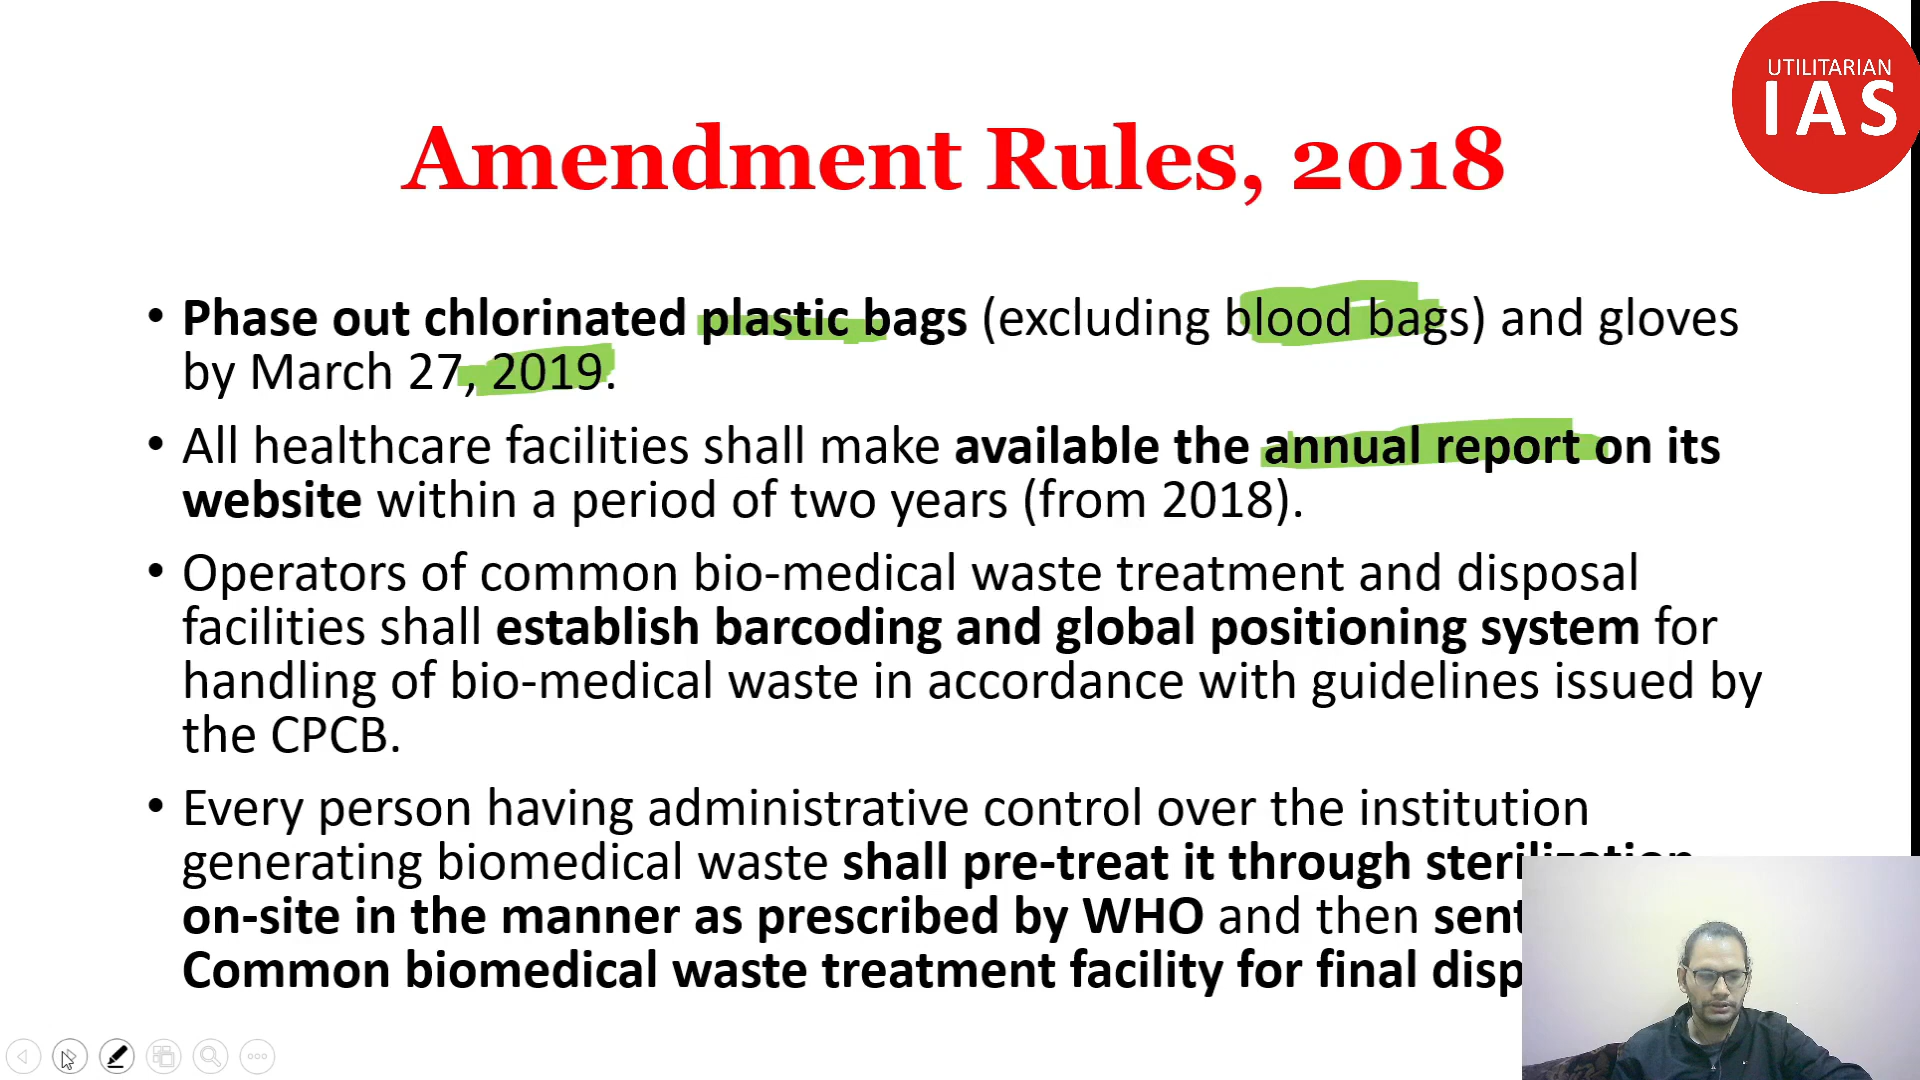 UTILITARIAN
IAS
Amendment Rules, 2018
• Phase out chlorinated plastic bags (excluding blood bags) and gloves
by March 27, 2019.
• All healthcare facilities shall make available the annual report on its
website within a period of two years (from 2018).
• Operators of common bio-medical waste treatment and disposal
facilities shall establish barcoding and global positioning system for
handling of bio-medical waste in accordance with guidelines issued by
the CPCB.
• Every person having administrative control over the institution
generating biomedical waste shall pre-treat it through sterilization
on-site in the manner as prescribed by WHO and then sent
Common biomedical waste treatment facility for final disp